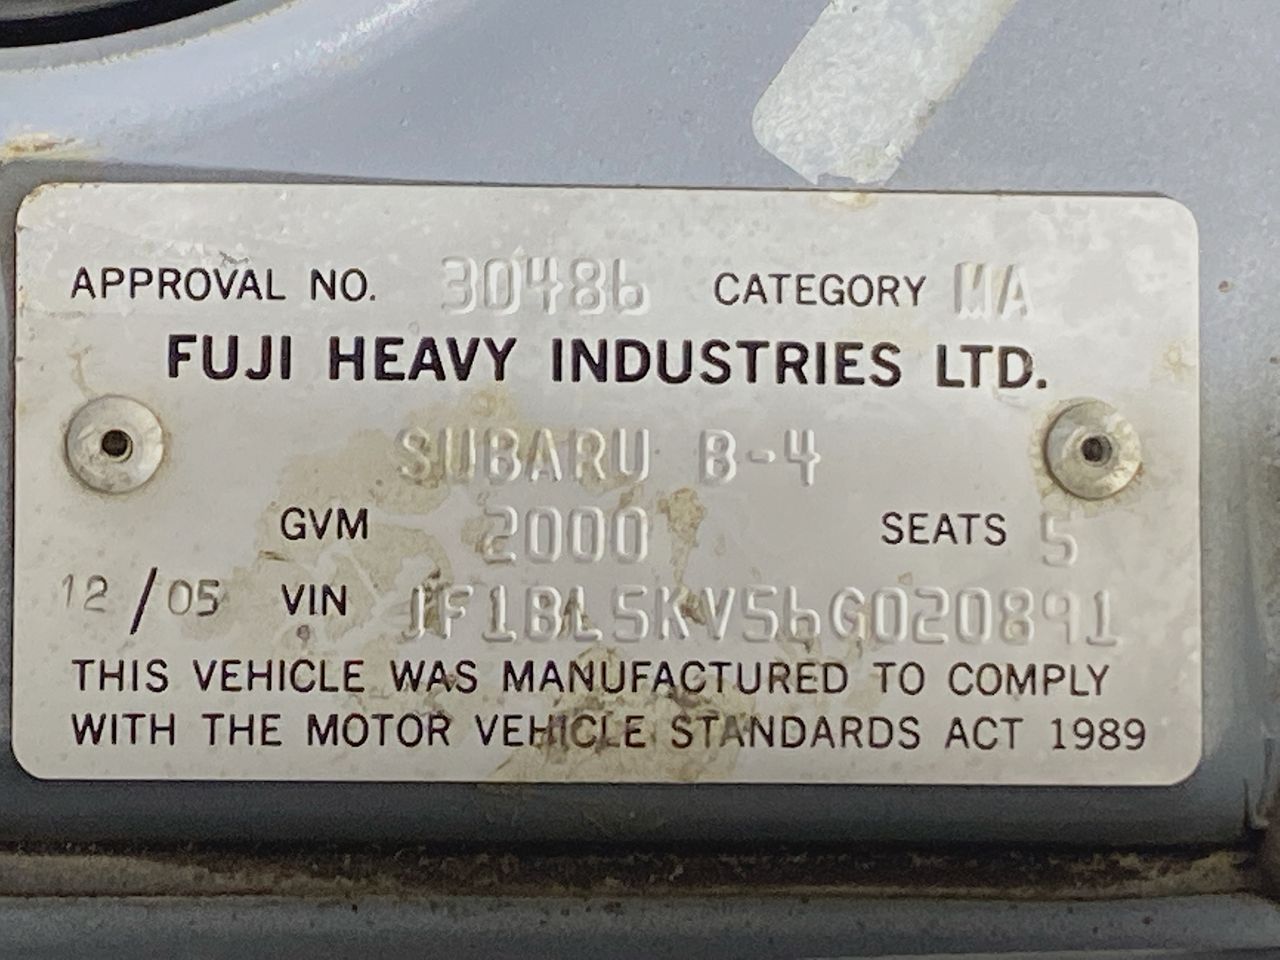 APPROVAL NO. 30486 CATEGORY MA
FUJI HEAVY INDUSTRIES LTD.
SUBARU B-4
GVM 2000 SEATS 5
12/05 VIN JF1BL5KV56G020891
THIS VEHICLE WAS MANUFACTURED TO COMPLY
WITH THE MOTOR VEHICLE STANDARDS ACT 1989